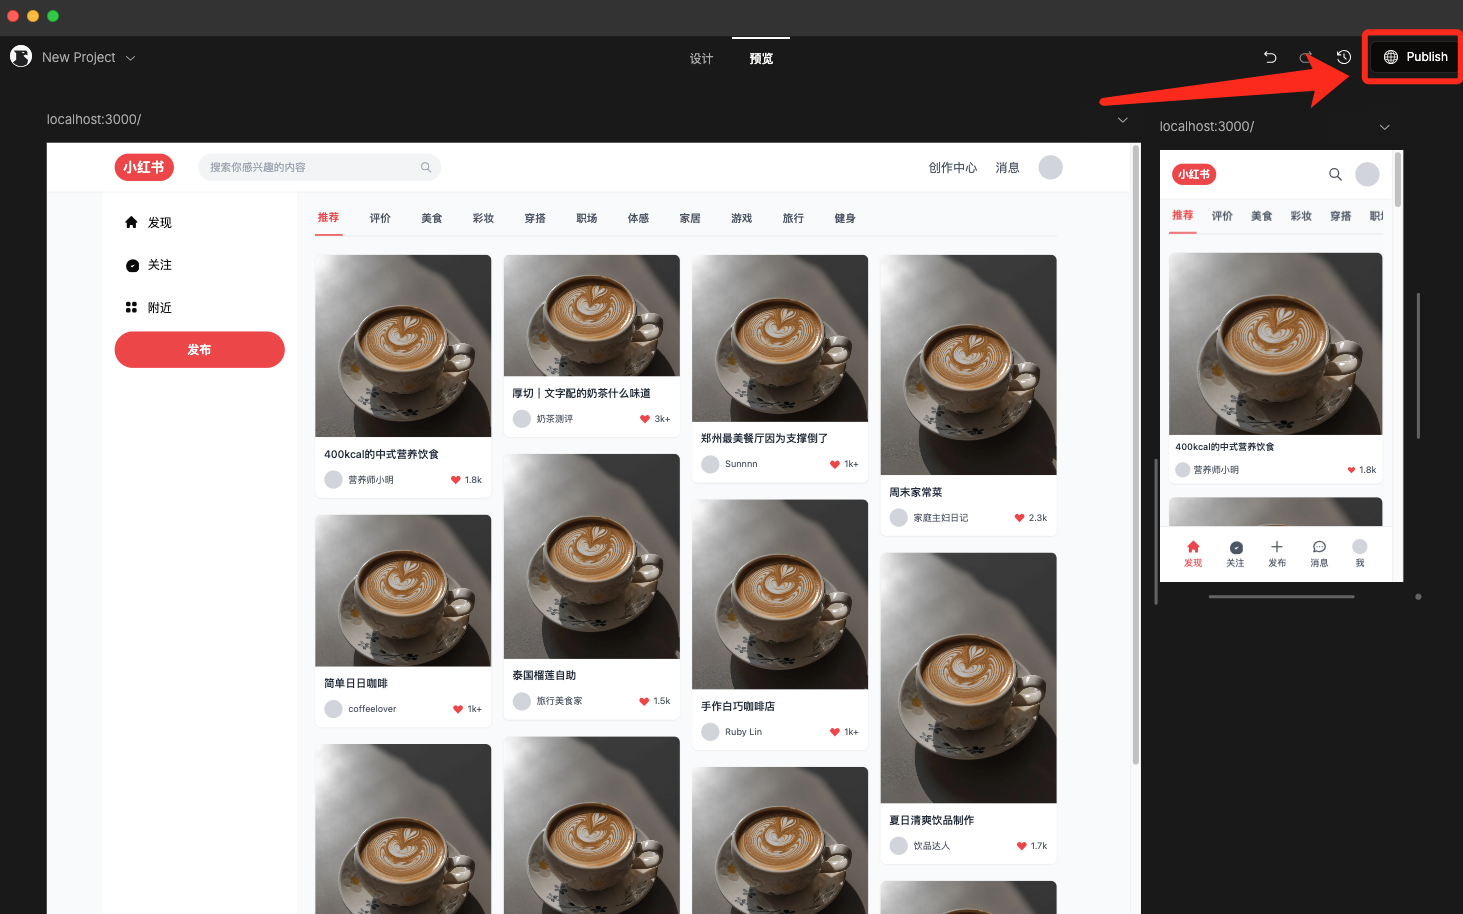 New Project
设计
预览
Publish
localhost:3000/
小红书
搜索你感兴趣的内容
创作中心
消息
发现
关注
附近
发布
推荐
评价
美食
彩妆
穿搭
职场
体感
家居
游戏
旅行
健身
400kcal的中式营养饮食
营养师小明
1.8k
简单日日咖啡
coffeelover
1k+
厚切｜文字配的奶茶什么味道
奶茶测评
3k+
泰国榴莲自助
旅行美食家
1.5k
郑州最美餐厅因为支撑倒了
Sunnnn
1k+
手作白巧咖啡店
Ruby Lin
1k+
周末家常菜
家庭主妇日记
2.3k
夏日清爽饮品制作
饮品达人
1.7k
localhost:3000/
小红书
推荐
评价
美食
彩妆
穿搭
400kcal的中式营养饮食
营养师小明
1.8k
发现
关注
发布
消息
我